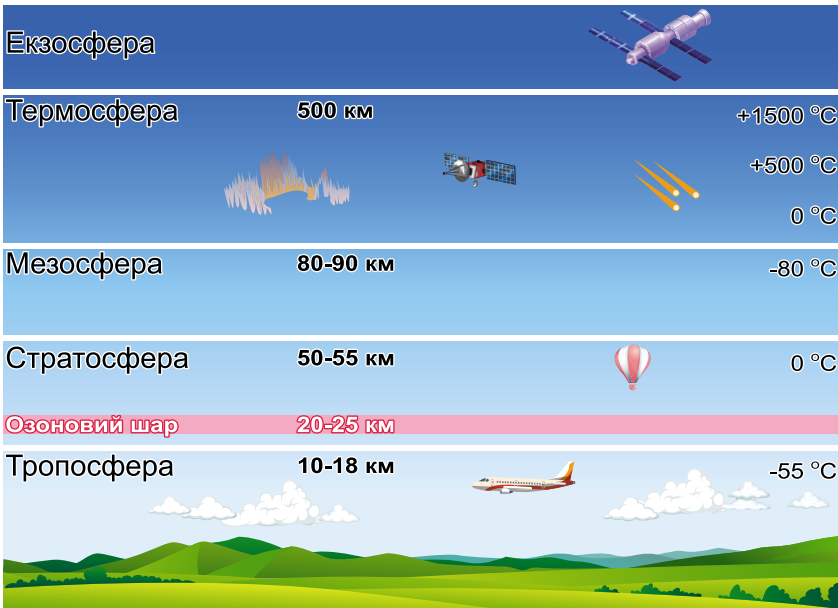 Екзосфера
Термосфера 500 км +1500 °C
+500 °C
0 °C
Мезосфера 80-90 км -80 °C
Стратосфера 50-55 км 0 °C
Озоновий шар 20-25 км
Тропосфера 10-18 км -55 °C